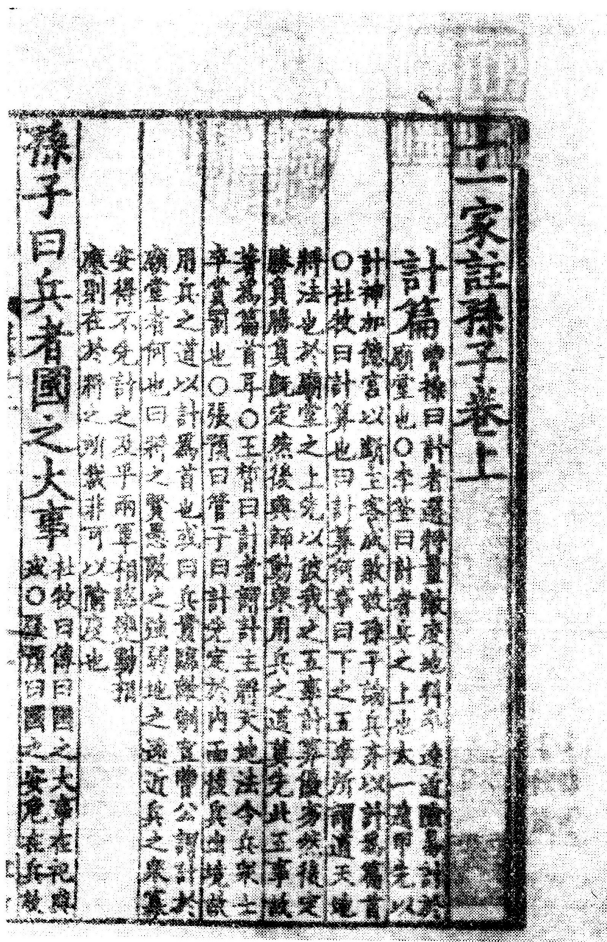 十一家註孫子卷上
計篇
曹操曰計者選將量敵度地料卒遠近險易計於
廟堂也○李筌曰計者兵之上也太一遁甲先以
計神加德宮以斷主客成敗故孫子論兵亦以計爲篇首
○杜牧曰計算也曰計算何事曰下之五事所謂道天地
將法也於廟堂之上先以彼我之五事計算優劣然後定
勝負勝負旣定然後興師動衆用兵之道莫先此五事故
著爲篇首耳○王晳曰計者謂計主將天地法令兵衆士
卒賞罰也○張預曰管子曰計先定於内而後兵出境故
用兵之道以計爲首也或曰兵貴臨敵制宜曹公謂計於
廟堂者何也曰將之賢愚敵之強弱地之遠近兵之衆寡
安得不先計之及乎兩軍相臨變動相
應則在於將之所裁非可以隃度也
孫子曰兵者國之大事
杜牧曰傳曰國之大事在祀與
戎○張預曰國之安危在兵故